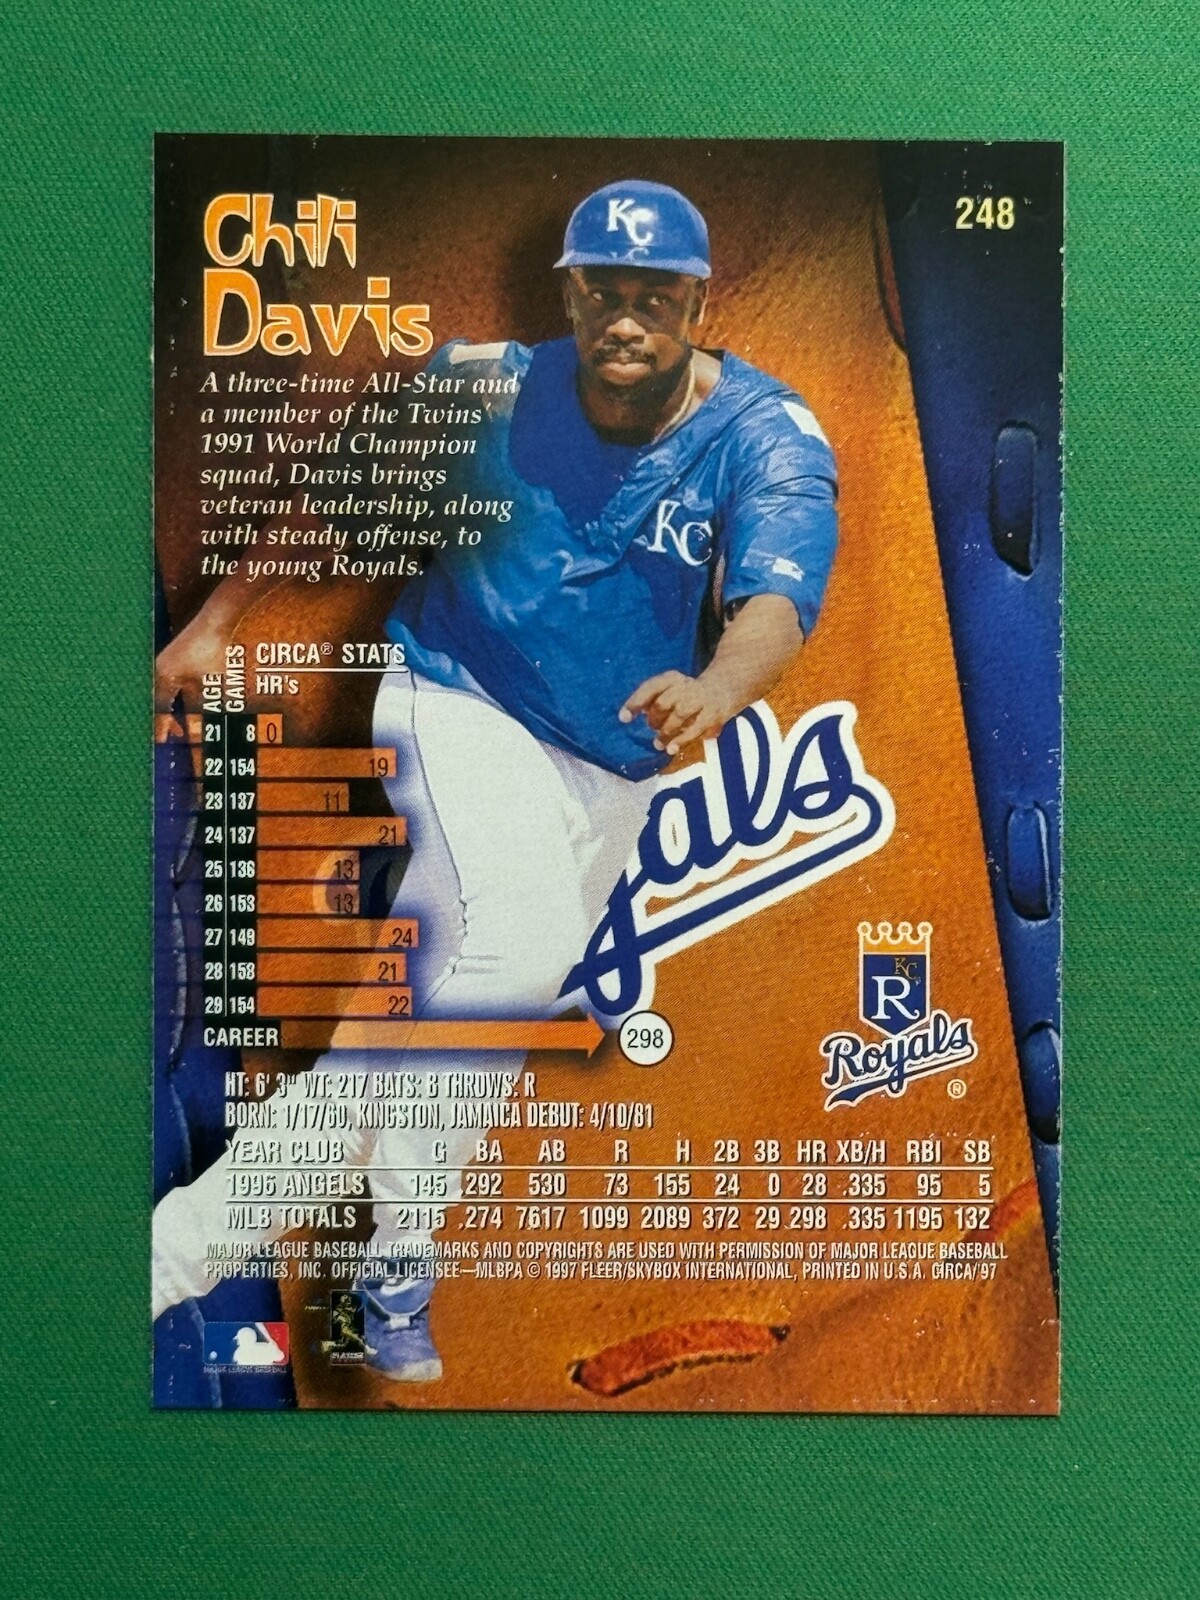 Chili
Davis
248
A three-time All-Star and
a member of the Twins'
1991 World Champion
squad, Davis brings
veteran leadership, along
with steady offense, to
the young Royals.
KC
KC
AGE GAMES CIRCA® STATS
HR's
21 8 0
22 154 19
23 137 11
24 137 21
25 136 13
26 153 13
27 149 24
28 158 21
29 154 22
CAREER 298
yals
KC
R
Royals
®
HT: 6' 3" WT: 217 BATS: B THROWS: R
BORN: 1/17/60, KINGSTON, JAMAICA DEBUT: 4/10/81
YEAR CLUB G BA AB R H 2B 3B HR XB/H RBI SB
1996 ANGELS 145 .292 530 73 155 24 0 28 .335 95 5
MLB TOTALS 2115 .274 7617 1099 2089 372 29 298 .335 1195 132
MAJOR LEAGUE BASEBALL TRADEMARKS AND COPYRIGHTS ARE USED WITH PERMISSION OF MAJOR LEAGUE BASEBALL
PROPERTIES, INC. OFFICIAL LICENSEE—MLBPA © 1997 FLEER/SKYBOX INTERNATIONAL, PRINTED IN U.S.A. CIRCA/'97
MAJOR LEAGUE BASEBALL